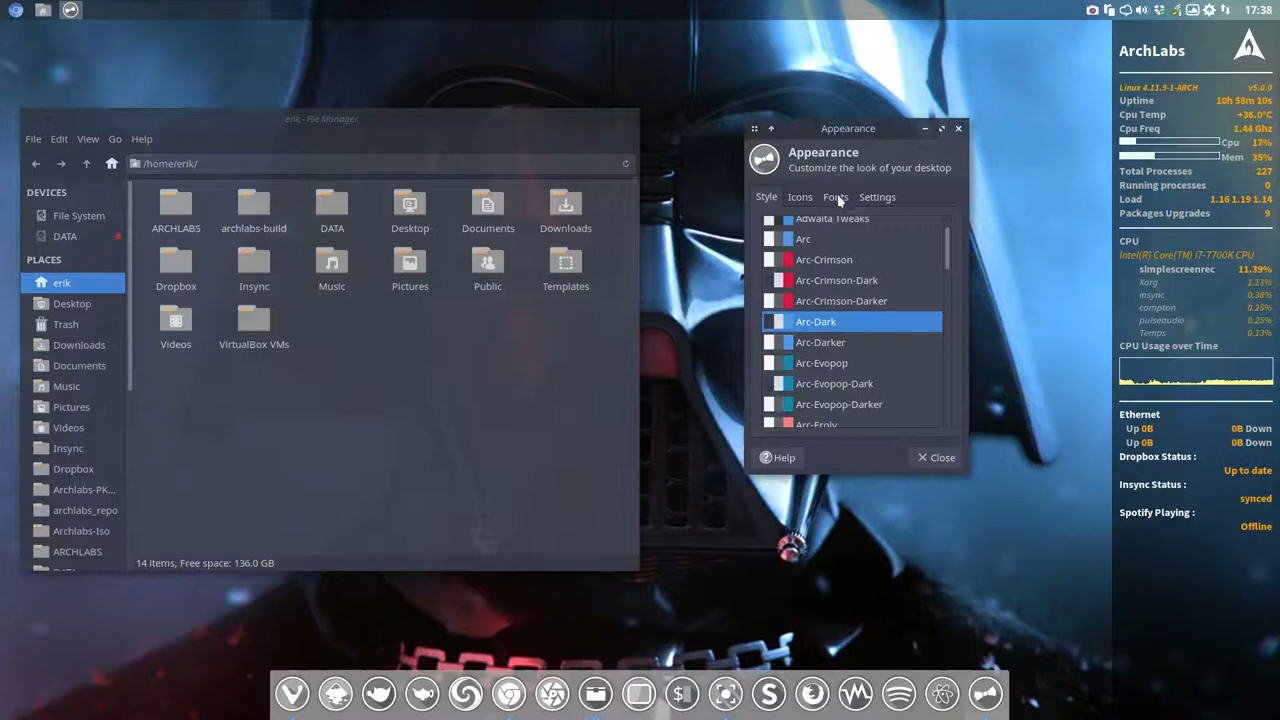 17:38
erik - File Manager
File Edit View Go Help
/home/erik/
DEVICES
File System
DATA
PLACES
erik
Desktop
Trash
Downloads
Documents
Music
Pictures
Videos
Insync
Dropbox
Archlabs-PK...
archlabs_repo
Archlabs-Iso
ARCHLABS
ARCHLABS archlabs-build DATA Desktop Documents Downloads
Dropbox Insync Music Pictures Public Templates
Videos VirtualBox VMs
14 items, Free space: 136.0 GB
Appearance
Appearance
Customize the look of your desktop
Style Icons Fonts Settings
Adwaita Tweaks
Arc
Arc-Crimson
Arc-Crimson-Dark
Arc-Crimson-Darker
Arc-Dark
Arc-Darker
Arc-Evopop
Arc-Evopop-Dark
Arc-Evopop-Darker
Arc-Froly
Help Close
ArchLabs
Linux 4.11.9-1-ARCH v5.0.0
Uptime 10h 58m 10s
Cpu Temp +36.0°C
Cpu Freq 1.44 Ghz
Cpu 17%
Mem 35%
Total Processes 227
Running processes 0
Load 1.16 1.19 1.14
Packages Upgrades 9
CPU
Intel(R) Core(TM) i7-7700K CPU
simplescreenrec 11.39%
Xorg 1.13%
msync 0.38%
compton 0.25%
pulseaudio 0.25%
Temps 0.13%
CPU Usage over Time
Ethernet
Up 0B 0B Down
Up 0B 0B Down
Dropbox Status :
Up to date
Insync Status :
synced
Spotify Playing :
Offline